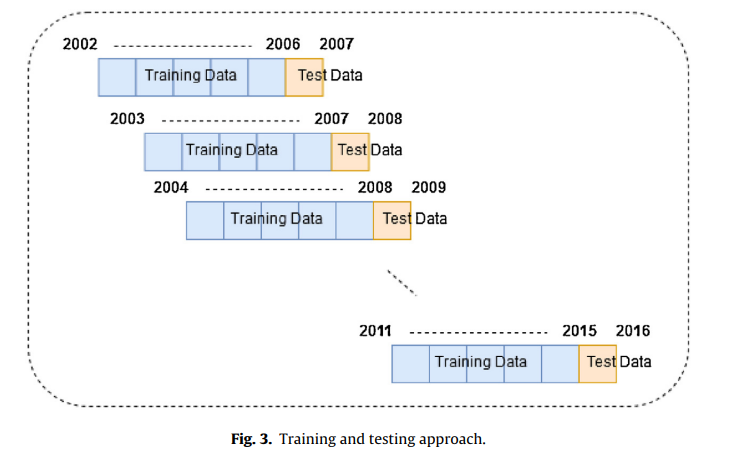 2002 2006 2007
Training Data Test Data
2003 2007 2008
Training Data Test Data
2004 2008 2009
Training Data Test Data
2011 2015 2016
Training Data Test Data
Fig. 3. Training and testing approach.